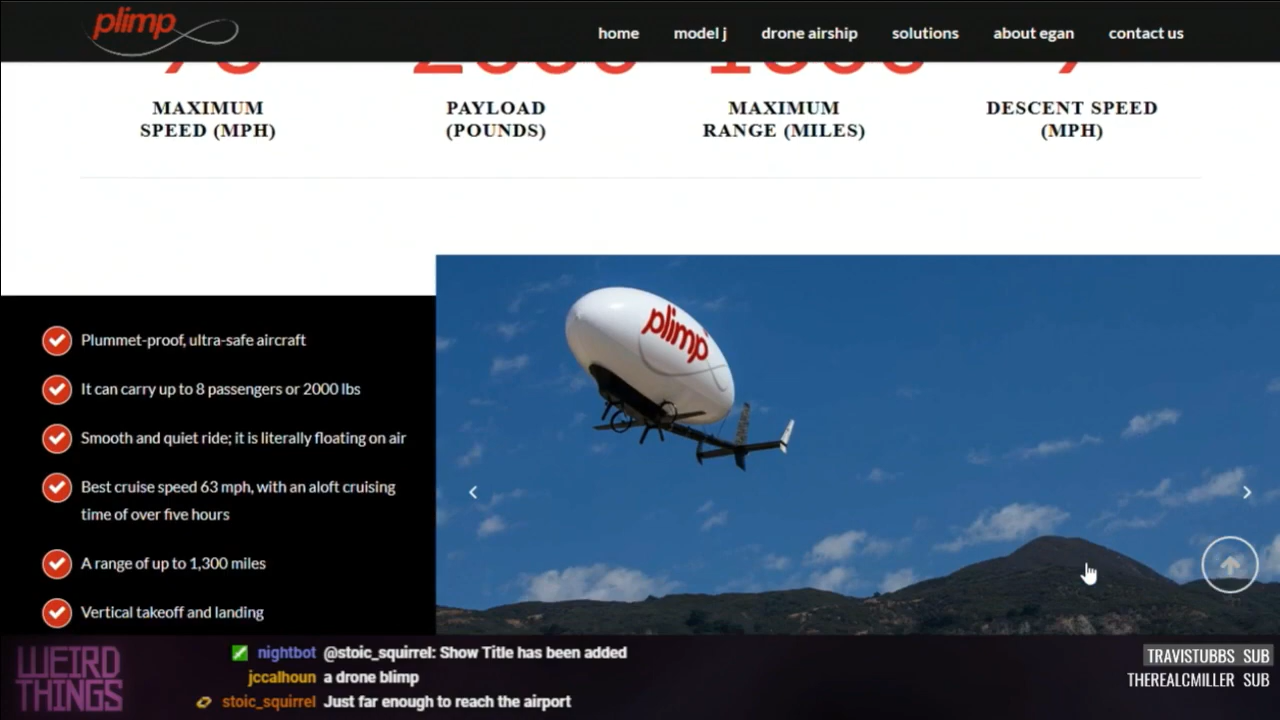 plimp
home model j drone airship solutions about egan contact us
MAXIMUM
SPEED (MPH)
PAYLOAD
(POUNDS)
MAXIMUM
RANGE (MILES)
DESCENT SPEED
(MPH)
plimp
Plummet-proof, ultra-safe aircraft
It can carry up to 8 passengers or 2000 lbs
Smooth and quiet ride; it is literally floating on air
Best cruise speed 63 mph, with an aloft cruising
time of over five hours
A range of up to 1,300 miles
Vertical takeoff and landing
WEIRD
THINGS
nightbot @stoic_squirrel: Show Title has been added
jccalhoun a drone blimp
stoic_squirrel Just far enough to reach the airport
TRAVISTUBBS SUB
THEREALCMILLER SUB